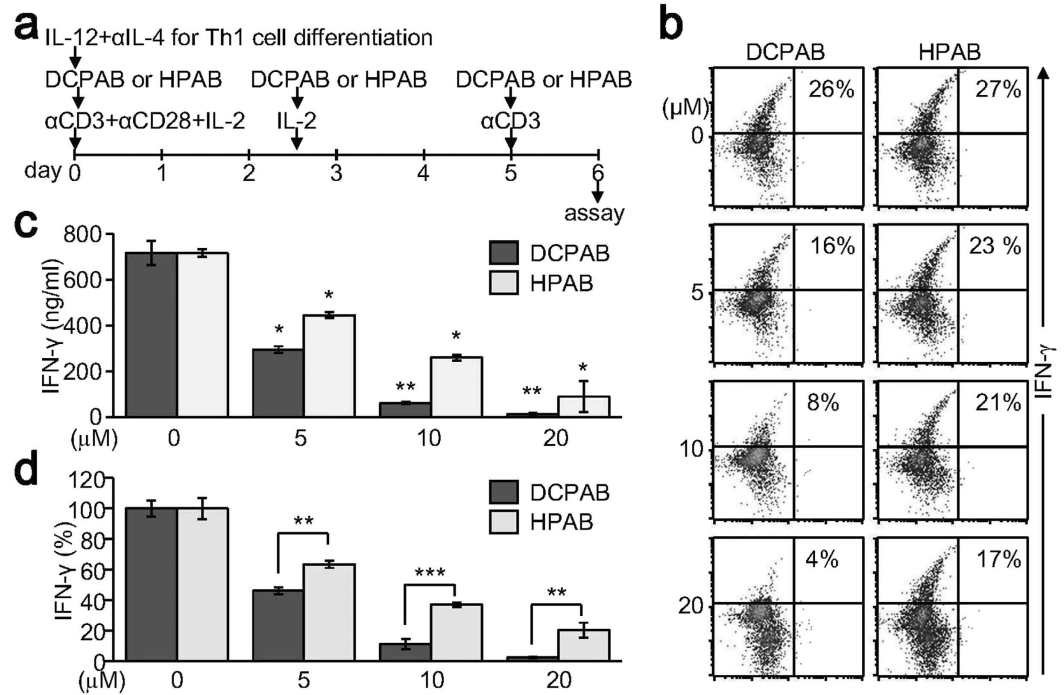 a
IL-12+αIL-4 for Th1 cell differentiation
DCPAB or HPAB DCPAB or HPAB DCPAB or HPAB
αCD3+αCD28+IL-2 IL-2 αCD3
day 0 1 2 3 4 5 6
assay
b
DCPAB HPAB
(μM)
0 26% 27%
5 16% 23 %
10 8% 21%
20 4% 17%
IFN-γ
c
800
600
400
200
0
IFN-γ (ng/ml)
DCPAB
HPAB
* * ** * ** *
(μM) 0 5 10 20
d
120
100
80
60
40
20
0
IFN-γ (%)
DCPAB
HPAB
** *** **
(μM) 0 5 10 20